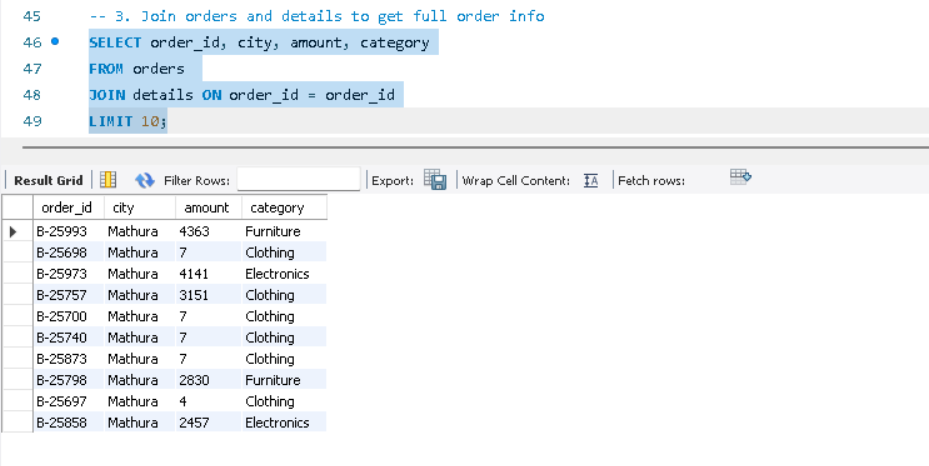 45 -- 3. Join orders and details to get full order info
46 SELECT order_id, city, amount, category
47 FROM orders
48 JOIN details ON order_id = order_id
49 LIMIT 10;
Result Grid Filter Rows: Export: Wrap Cell Content: IA Fetch rows:
order_id city amount category
B-25993 Mathura 4363 Furniture
B-25698 Mathura 7 Clothing
B-25973 Mathura 4141 Electronics
B-25757 Mathura 3151 Clothing
B-25700 Mathura 7 Clothing
B-25740 Mathura 7 Clothing
B-25873 Mathura 7 Clothing
B-25798 Mathura 2830 Furniture
B-25697 Mathura 4 Clothing
B-25858 Mathura 2457 Electronics